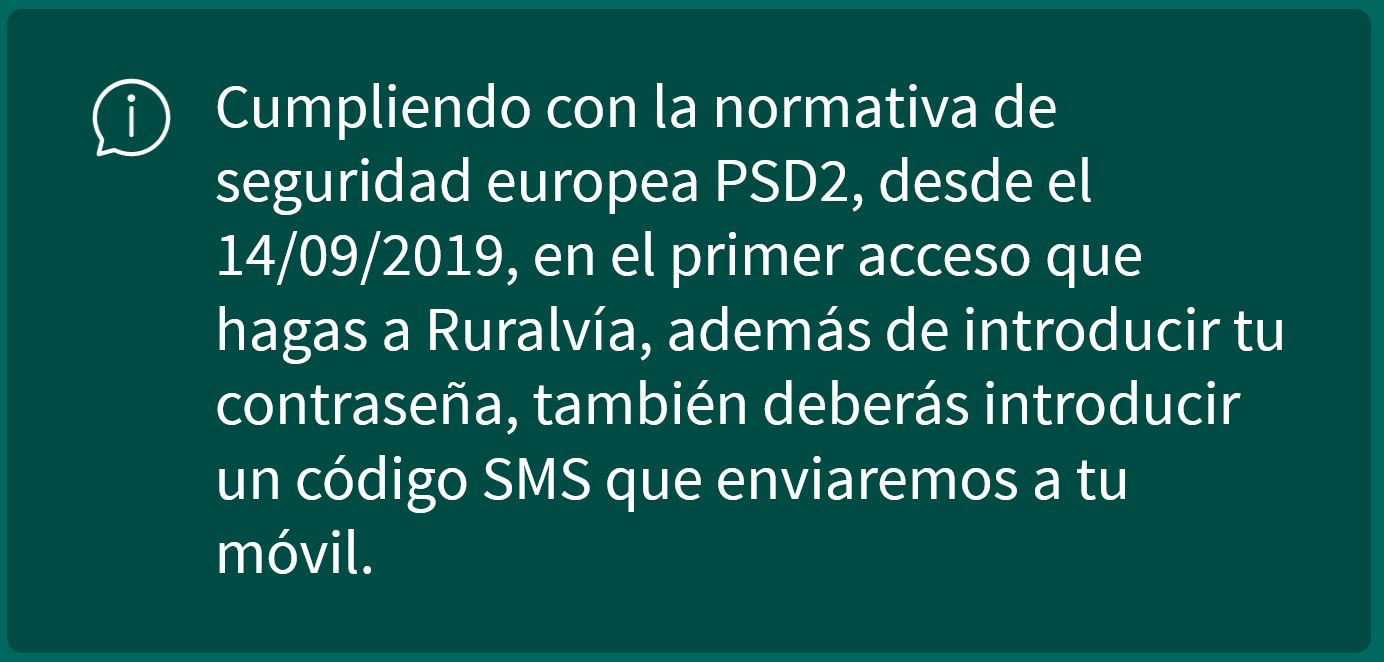 Cumpliendo con la normativa de
seguridad europea PSD2, desde el
14/09/2019, en el primer acceso que
hagas a Ruralvía, además de introducir tu
contraseña, también deberás introducir
un código SMS que enviaremos a tu
móvil.